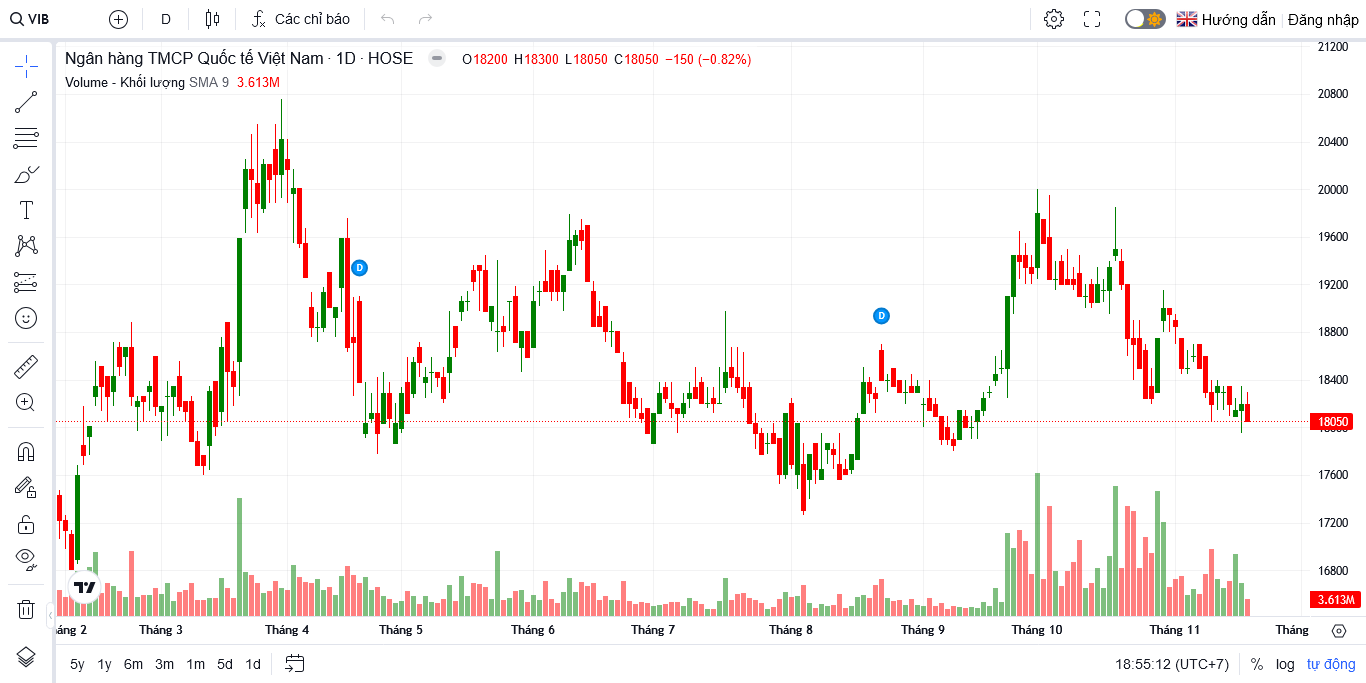 VIB D Các chỉ báo Hướng dẫn Đăng nhập
Ngân hàng TMCP Quốc tế Việt Nam · 1D · HOSE O18200 H18300 L18050 C18050 −150 (−0.82%)
Volume - Khối lượng SMA 9 3.613M
21200
20800
20400
20000
19600
19200
18800
18400
18050
17600
17200
16800
3.613M
D
D
áng 2 Tháng 3 Tháng 4 Tháng 5 Tháng 6 Tháng 7 Tháng 8 Tháng 9 Tháng 10 Tháng 11 Tháng
5y 1y 6m 3m 1m 5d 1d 18:55:12 (UTC+7) % log tự động